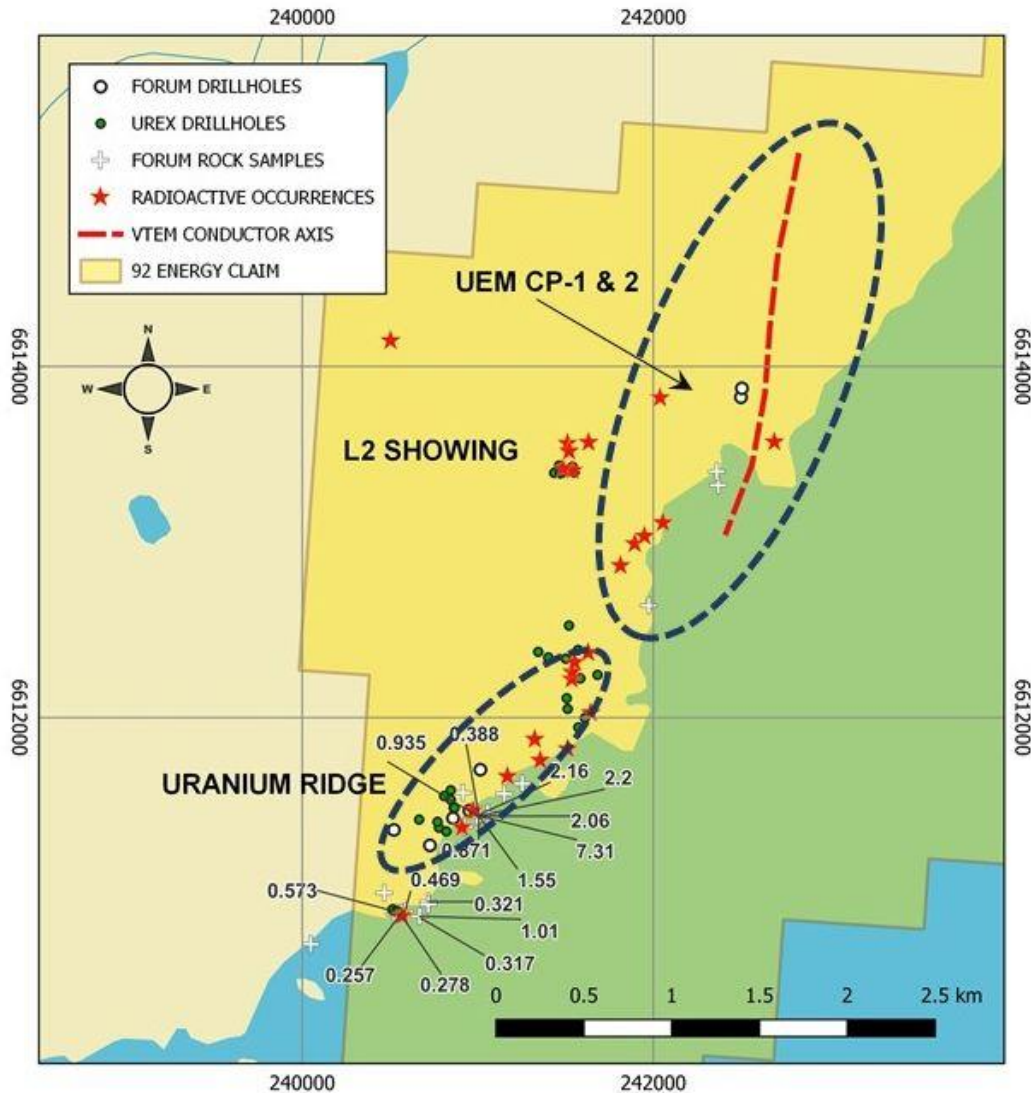 240000
242000
FORUM DRILLHOLES
UREX DRILLHOLES
FORUM ROCK SAMPLES
RADIOACTIVE OCCURRENCES
VTEM CONDUCTOR AXIS
92 ENERGY CLAIM
UEM CP-1 & 2
N
W
E
S
6614000
6614000
L2 SHOWING
6612000
6612000
0.935
0.388
URANIUM RIDGE
2.16
2.2
2.06
7.31
0.871
1.55
0.469
0.573
0.321
1.01
0.317
0.257
0.278
0
0.5
1
1.5
2
2.5 km
240000
242000